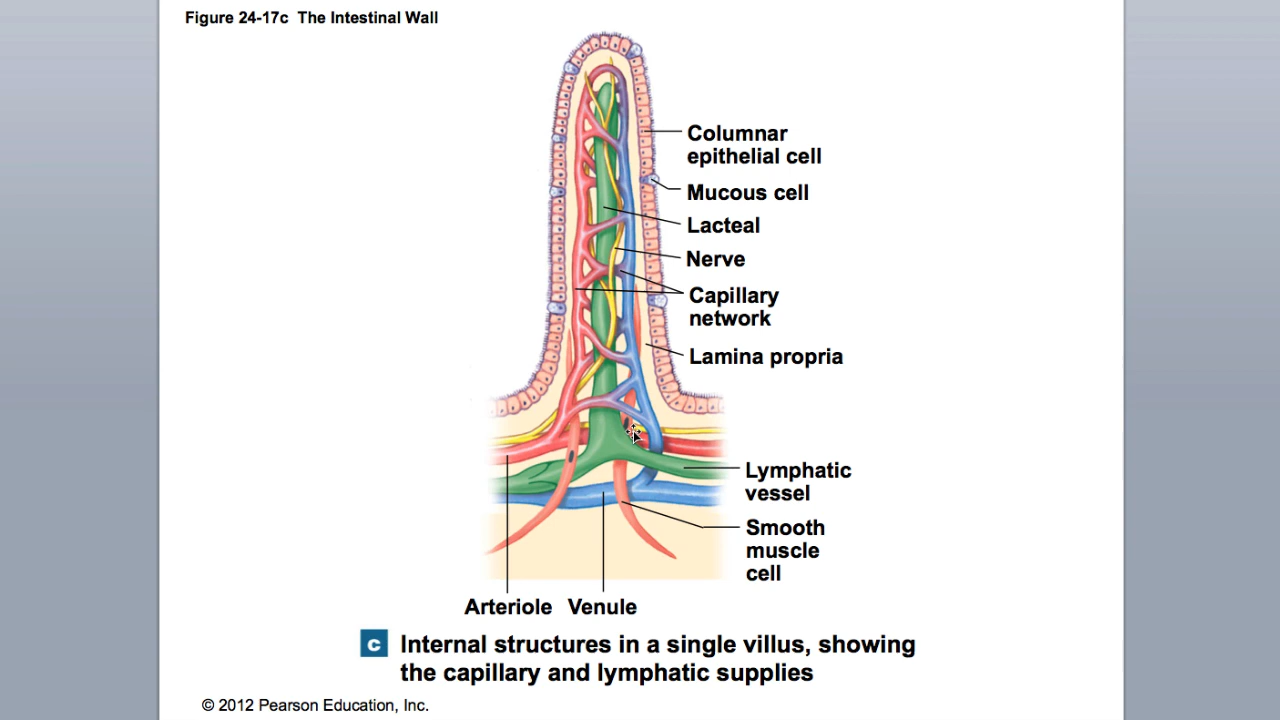 Figure 24-17c The Intestinal Wall
Columnar
epithelial cell
Mucous cell
Lacteal
Nerve
Capillary
network
Lamina propria
Lymphatic
vessel
Smooth
muscle
cell
Arteriole Venule
c Internal structures in a single villus, showing
the capillary and lymphatic supplies
© 2012 Pearson Education, Inc.